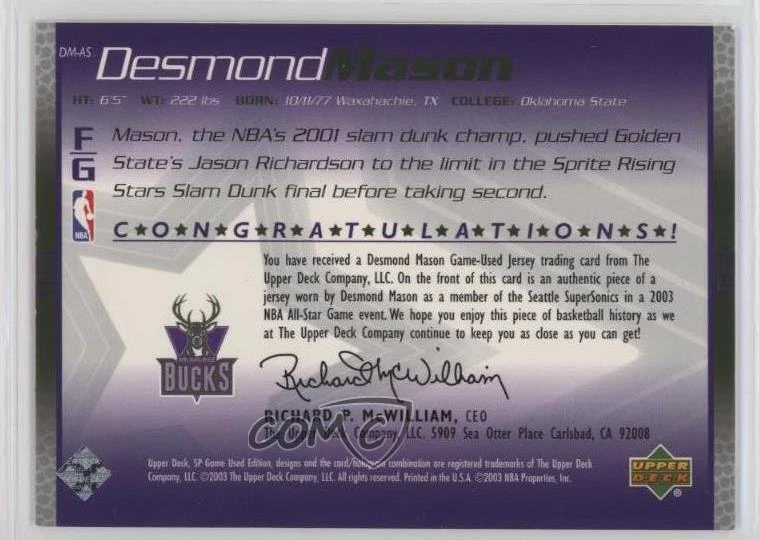 DM-AS
Desmond Mason
HT: 6'5" WT: 222 lbs BORN: 10/11/77 Waxahachie, TX COLLEGE: Oklahoma State
F
G
NBA
Mason, the NBA's 2001 slam dunk champ, pushed Golden
State's Jason Richardson to the limit in the Sprite Rising
Stars Slam Dunk final before taking second.
C★O★N★G★R★A★T★U★L★A★T★I★O★N★S★!
You have received a Desmond Mason Game-Used Jersey trading card from The
Upper Deck Company, LLC. On the front of this card is an authentic piece of a
jersey worn by Desmond Mason as a member of the Seattle SuperSonics in a 2003
NBA All-Star Game event. We hope you enjoy this piece of basketball history as we
at The Upper Deck Company continue to keep you as close as you can get!
BUCKS
Richard P. McWilliam
RICHARD P. McWILLIAM, CEO
The Upper Deck Company, LLC. 5909 Sea Otter Place Carlsbad, CA 92008
COMC
Upper Deck, SP Game Used Edition, designs and the card/hologram combination are registered trademarks of The Upper Deck
Company, LLC. ©2003 The Upper Deck Company, LLC. All rights reserved. Printed in the U.S.A. ©2003 NBA Properties, Inc.
UPPER
DECK
®